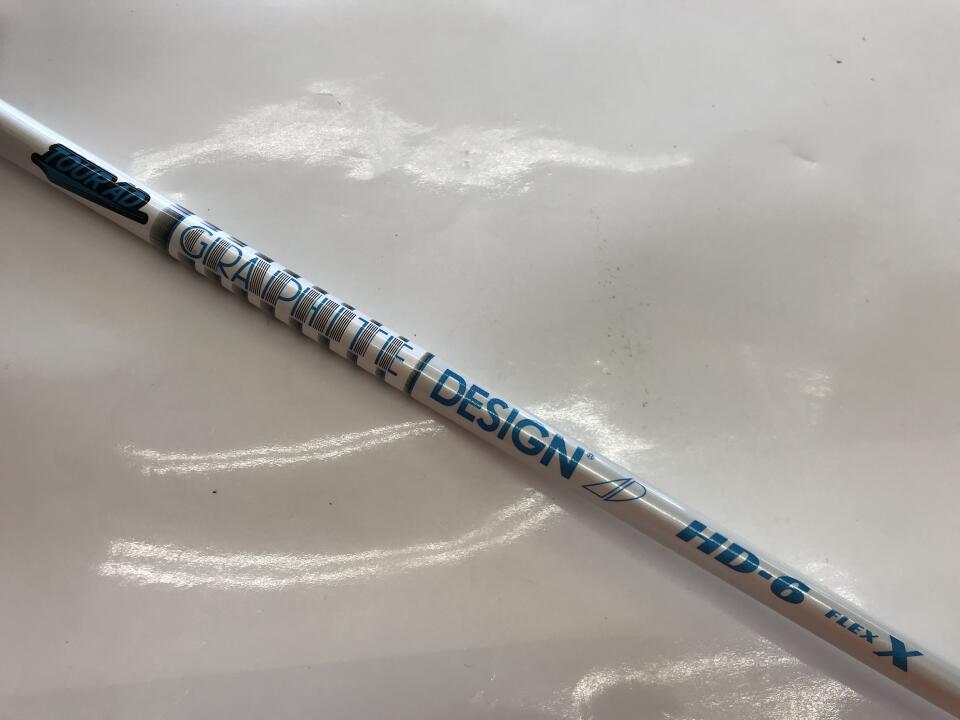 TOUR AD
GRAPHITE DESIGN® AD HD-6 FLEX X